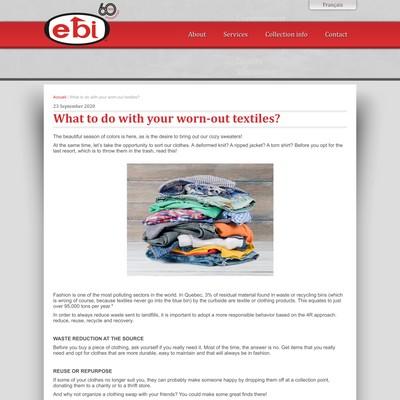 Français
60
ebi
About
Services
Collection info
Contact
Accueil / What to do with your worn-out textiles?
23 September 2020
What to do with your worn-out textiles?
The beautiful season of colors is here, as is the desire to bring out our cozy sweaters!
At the same time, let's take the opportunity to sort our clothes. A deformed knit? A ripped jacket? A torn shirt? Before you opt for the
last resort, which is to throw them in the trash, read this!
Fashion is one of the most polluting sectors in the world. In Quebec, 3% of residual material found in waste or recycling bins (which
is wrong of course, because textiles never go into the blue bin) by the curbside are textile or clothing products. This equates to just
over 95,000 tons per year.*
In order to always reduce waste sent to landfills, it is important to adopt a more responsible behavior based on the 4R approach.
reduce, reuse, recycle and recovery.
WASTE REDUCTION AT THE SOURCE
Before you buy a piece of clothing, ask yourself if you really need it. Most of the time, the answer is no. Get items that you really
need and opt for clothes that are more durable, easy to maintain and that will always be in fashion.
REUSE OR REPURPOSE
If some of your clothes no longer suit you, they can probably make someone happy by dropping them off at a collection point,
donating them to a charity or to a thrift store.
And why not organize a clothing swap with your friends? You could make some great finds there!